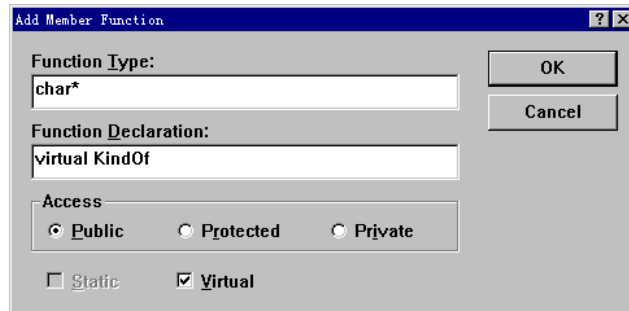 Add Member Function
Function Type:
OK
char*
Cancel
Function Declaration:
virtual KindOf
Access
Public Protected Private
Static Virtual